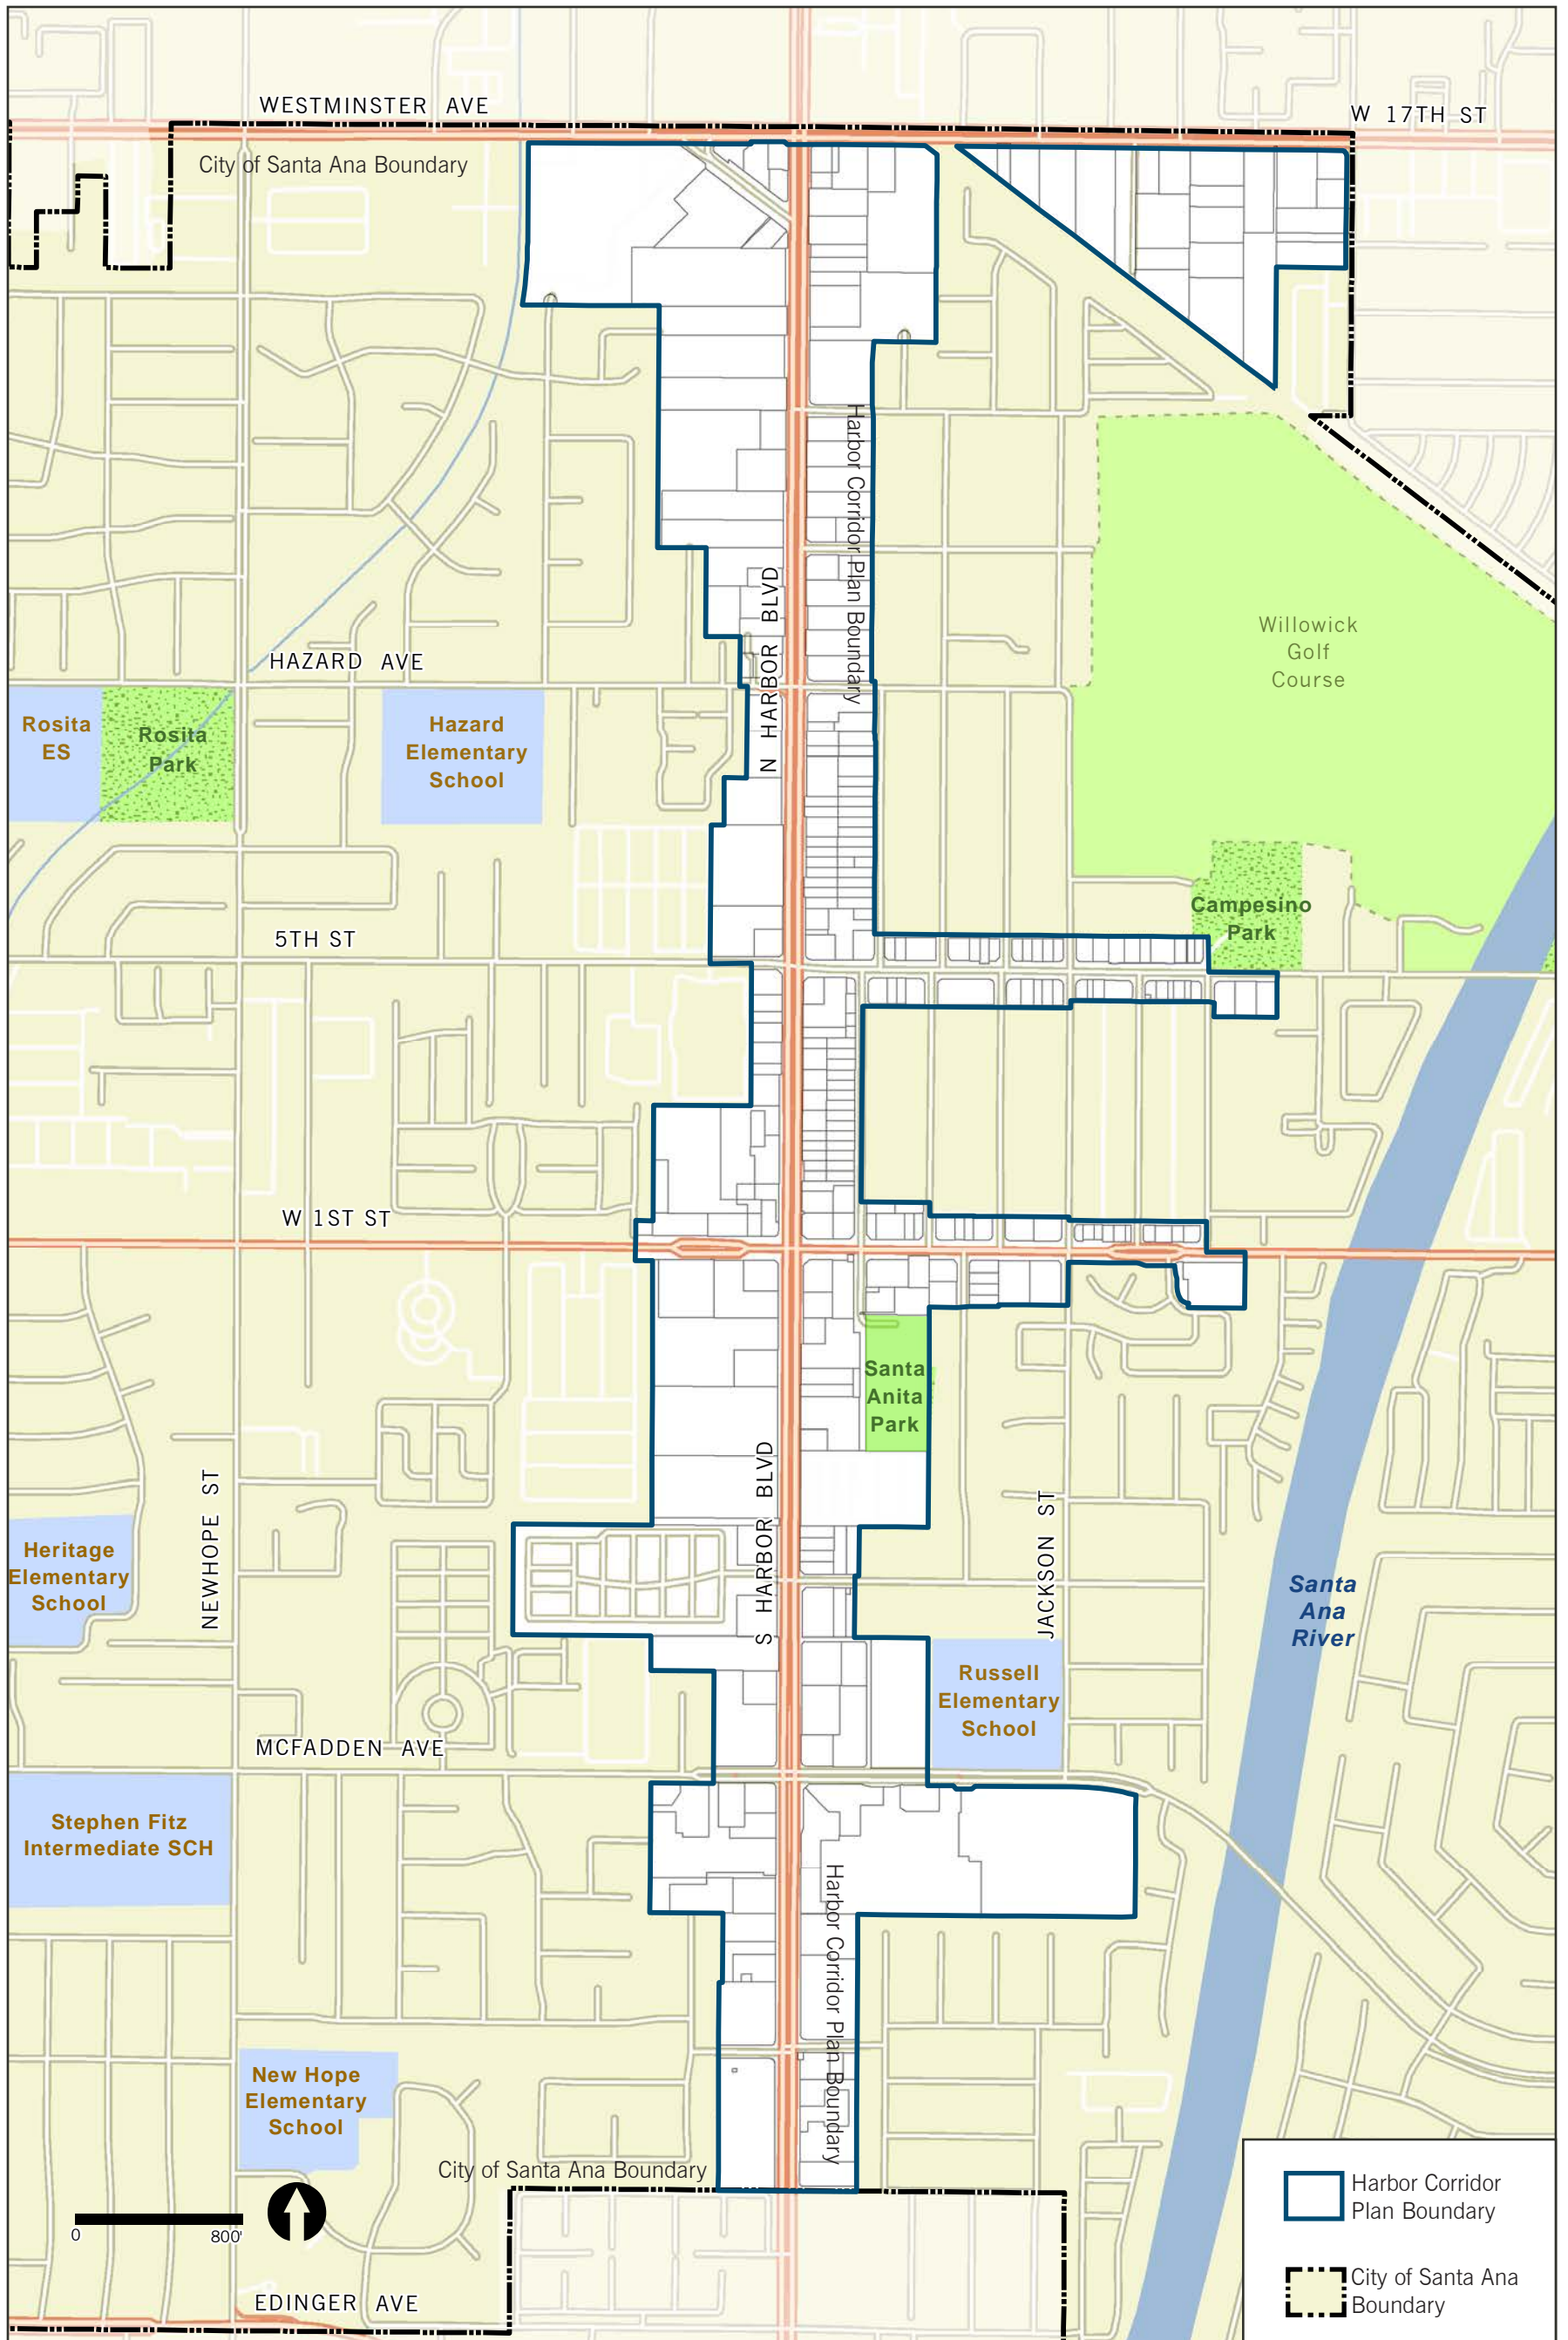 WESTMINSTER AVE
W 17TH ST
City of Santa Ana Boundary
Harbor Corridor Plan Boundary
N HARBOR BLVD
Willowick
Golf
Course
HAZARD AVE
Rosita
ES
Rosita
Park
Hazard
Elementary
School
Campesino
Park
5TH ST
W 1ST ST
Santa
Anita
Park
S HARBOR BLVD
NEWHOPE ST
JACKSON ST
Heritage
Elementary
School
Santa
Ana
River
Russell
Elementary
School
MCFADDEN AVE
Stephen Fitz
Intermediate SCH
Harbor Corridor Plan Boundary
New Hope
Elementary
School
City of Santa Ana Boundary
0
800'
EDINGER AVE
Harbor Corridor
Plan Boundary
City of Santa Ana
Boundary